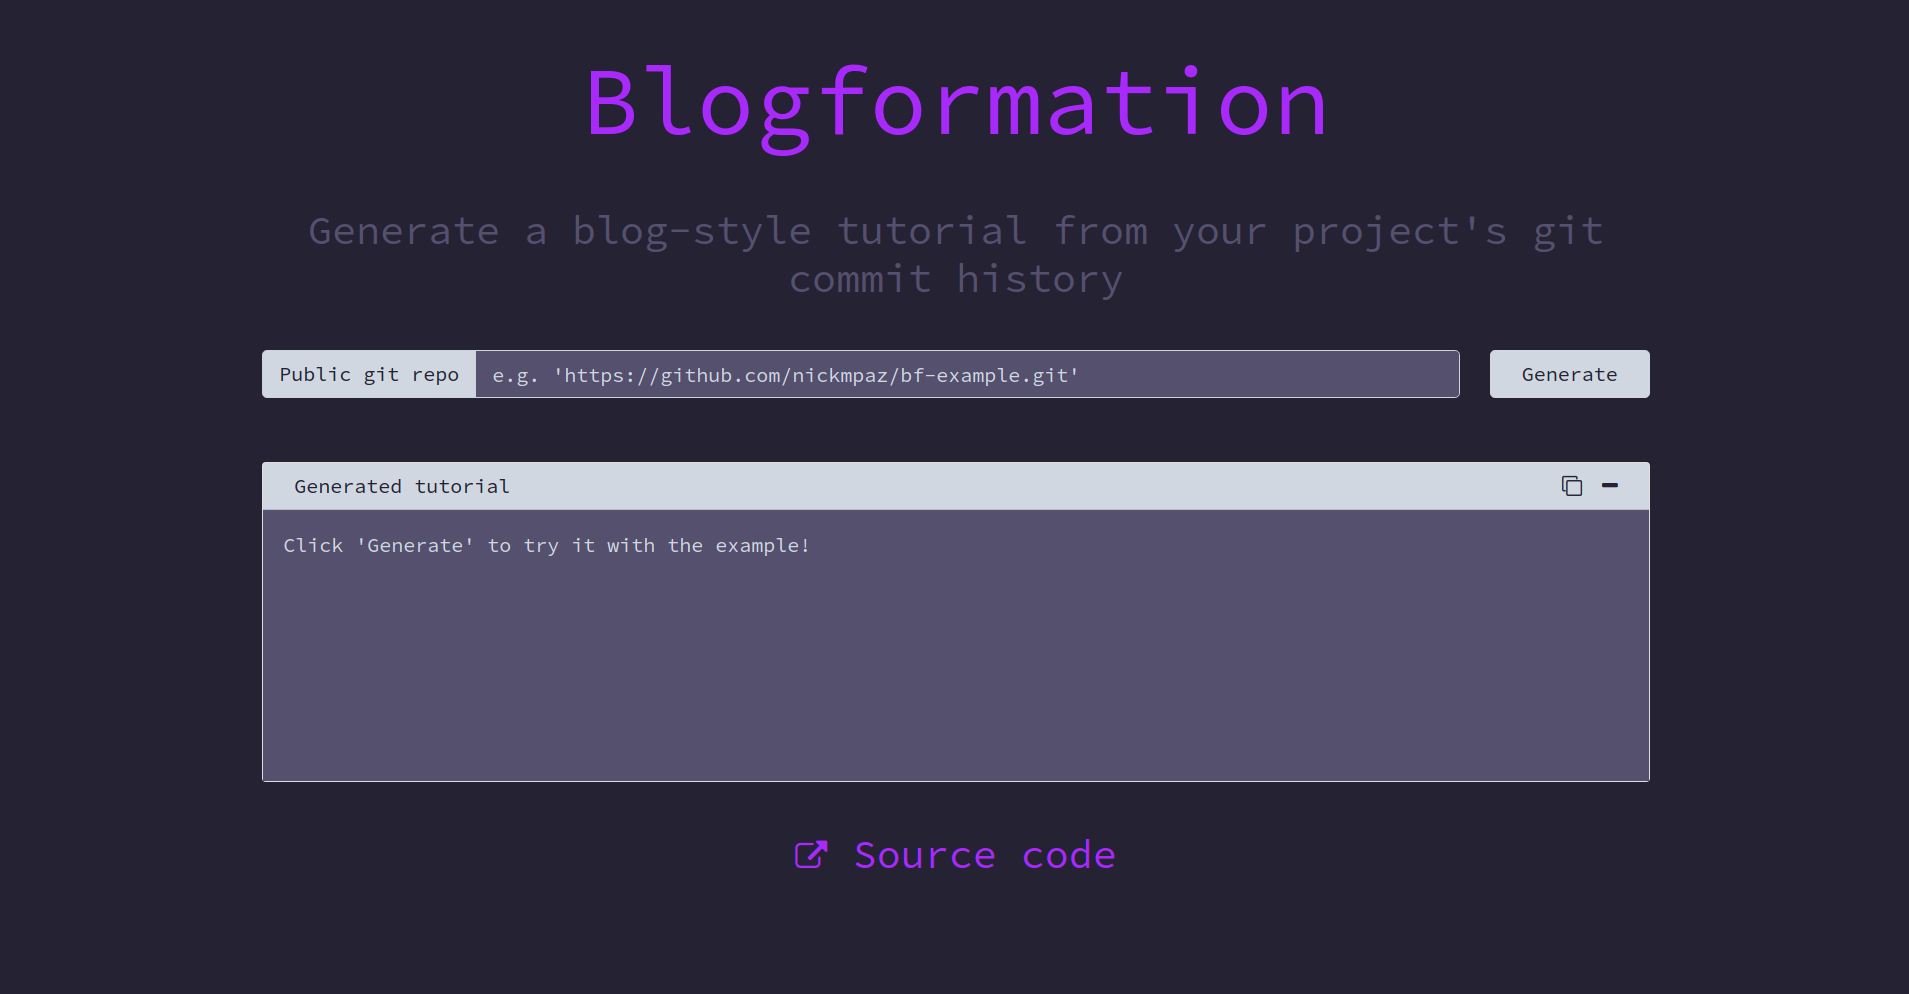 Blogformation
Generate a blog-style tutorial from your project's git
commit history
Public git repo
e.g. 'https://github.com/nickmpaz/bf-example.git'
Generate
Generated tutorial
Click 'Generate' to try it with the example!
Source code